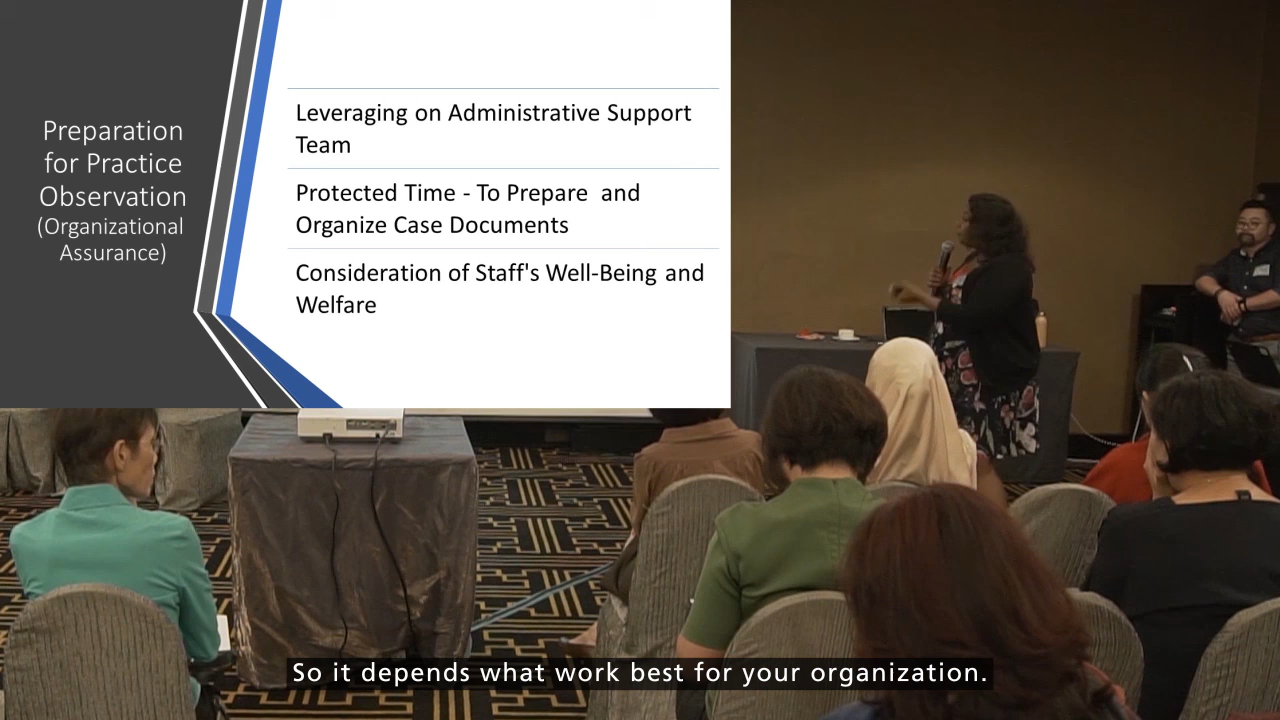 Preparation
for Practice
Observation
(Organizational
Assurance)
Leveraging on Administrative Support
Team
Protected Time - To Prepare  and
Organize Case Documents
Consideration of Staff's Well-Being and
Welfare
So it depends what work best for your organization.